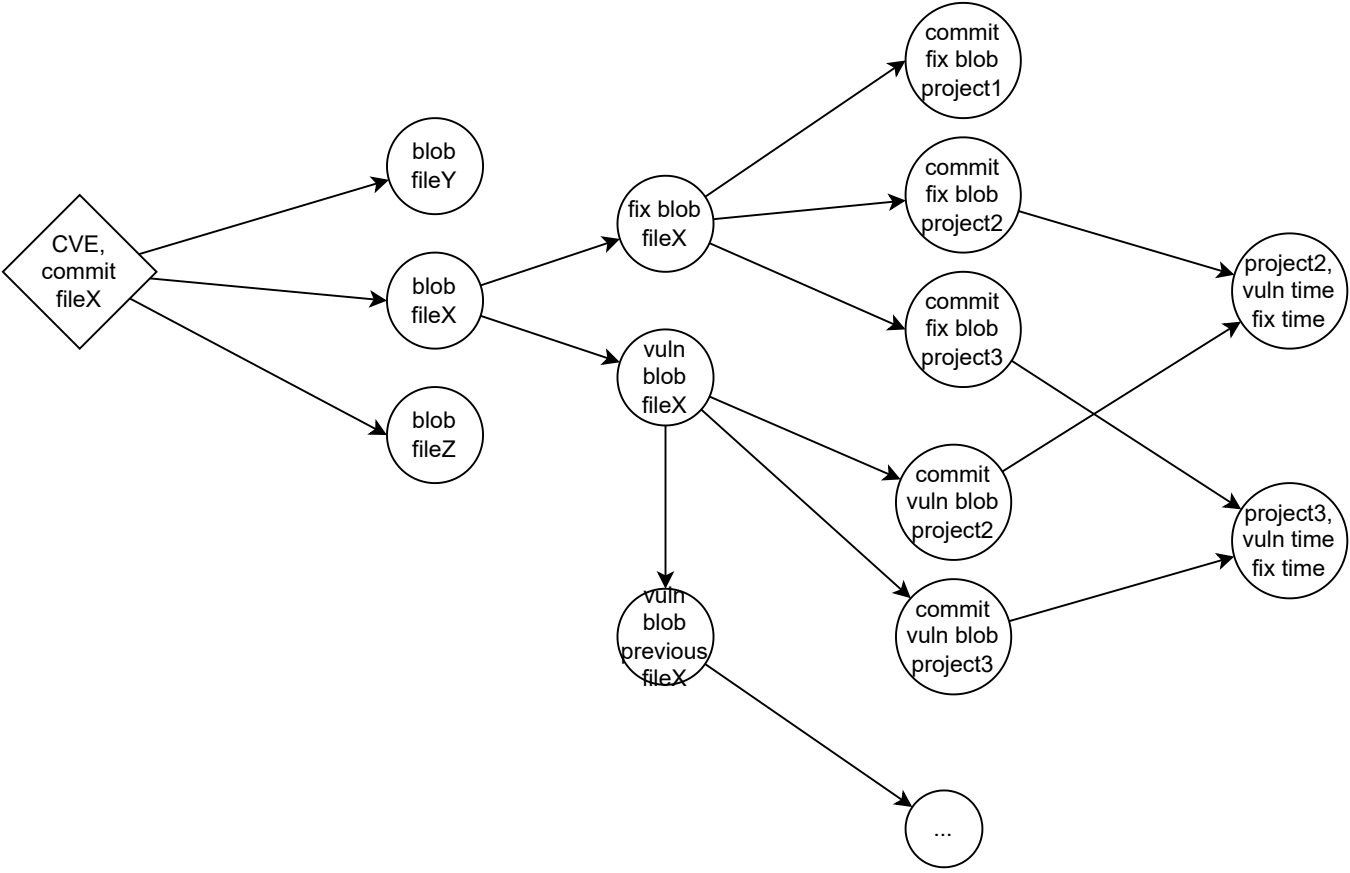 CVE,
commit
fileX
blob
fileY
blob
fileX
blob
fileZ
fix blob
fileX
vuln
blob
fileX
vuln
blob
previous
fileX
commit
fix blob
project1
commit
fix blob
project2
commit
fix blob
project3
commit
vuln blob
project2
commit
vuln blob
project3
...
project2,
vuln time
fix time
project3,
vuln time
fix time